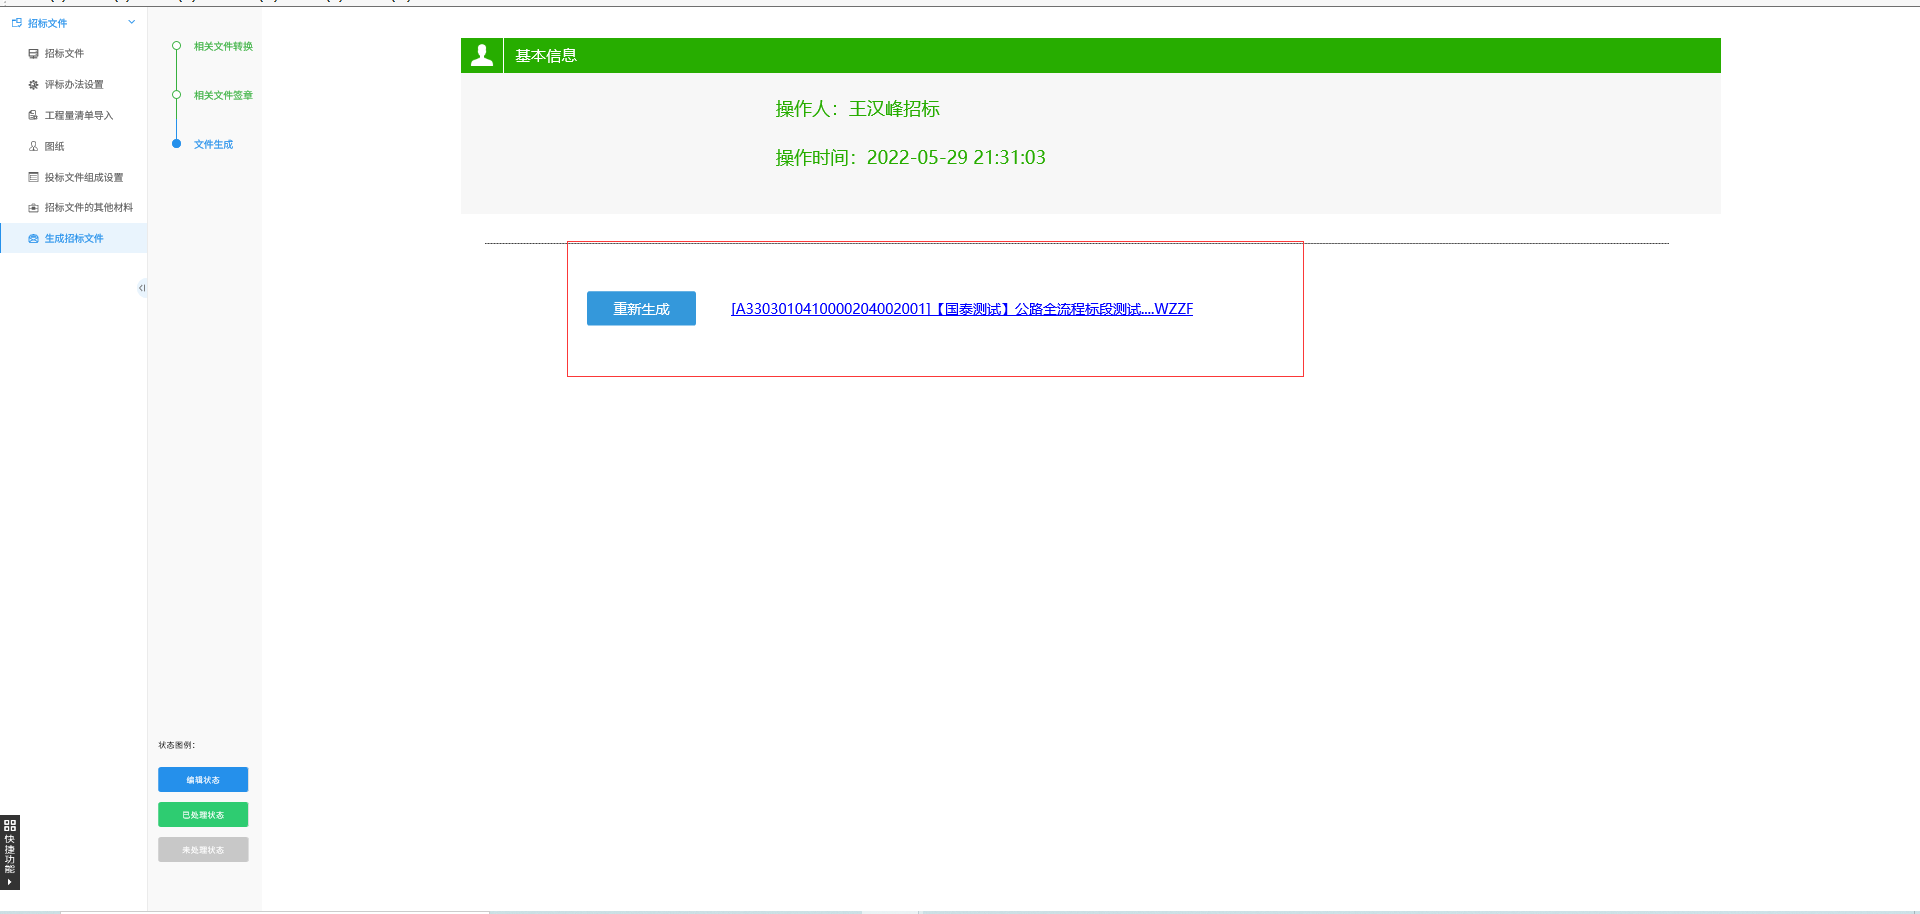 招标文件
招标文件
评标办法设置
工程量清单导入
图纸
投标文件组成设置
招标文件的其他材料
生成招标文件
相关文件转换
相关文件签章
文件生成
基本信息
操作人：王汉峰招标
操作时间：2022-05-29 21:31:03
重新生成
[A3303010410000204002001]【国泰测试】公路全流程标段测试....WZZF
状态图例：
编辑状态
已处理状态
未处理状态
快捷功能